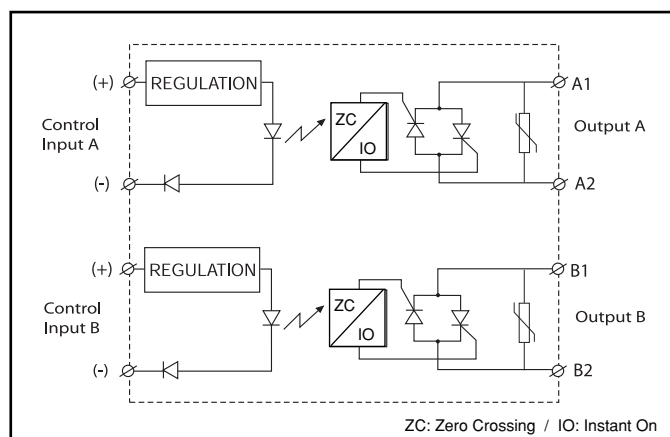 (+)
REGULATION
Control
Input A
(-)
ZC
IO
A1
Output A
A2
(+)
REGULATION
Control
Input B
(-)
ZC
IO
B1
Output B
B2
ZC: Zero Crossing / IO: Instant On